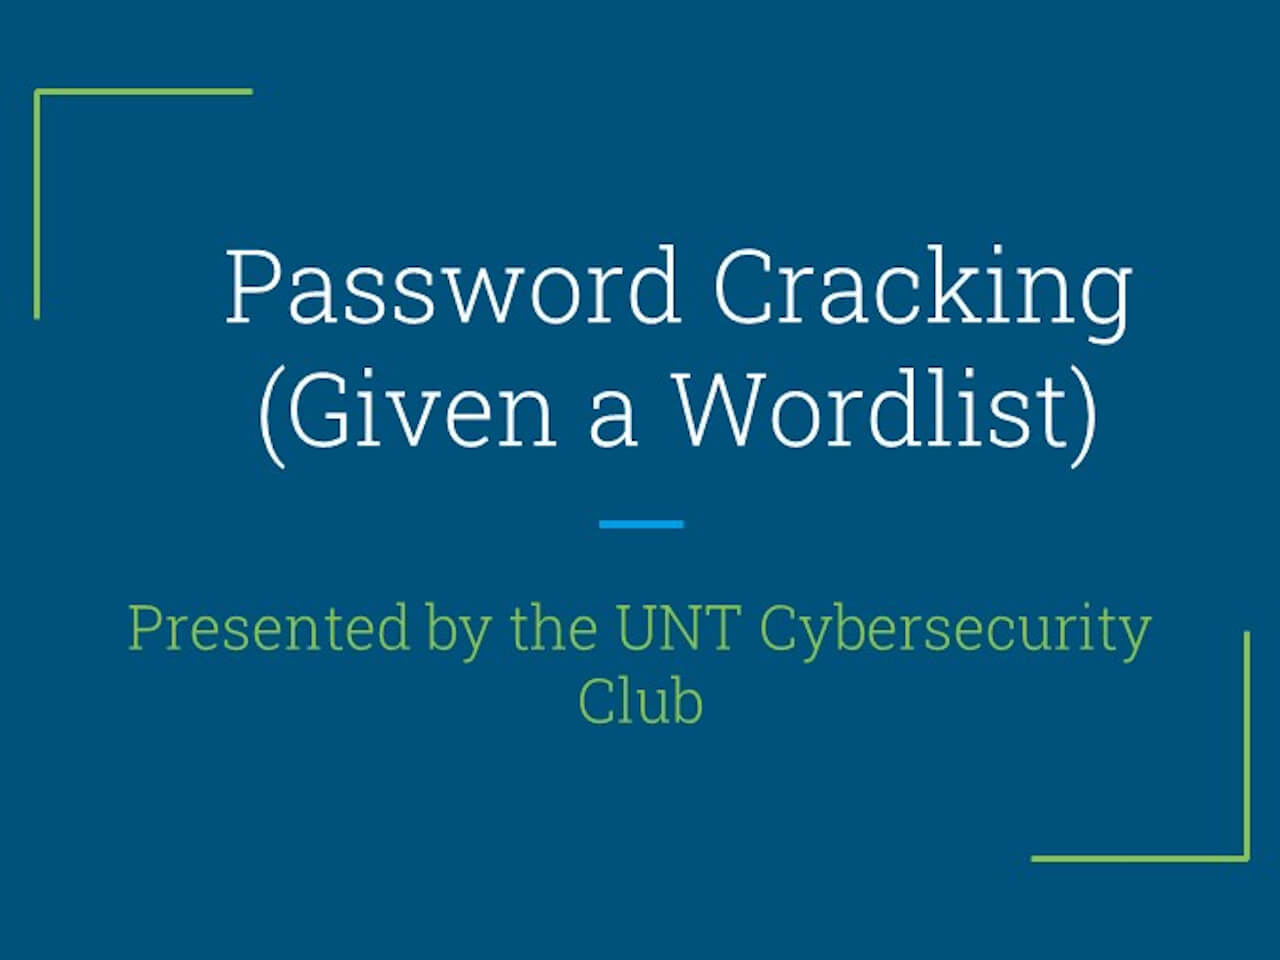 Password Cracking
(Given a Wordlist)
Presented by the UNT Cybersecurity
Club